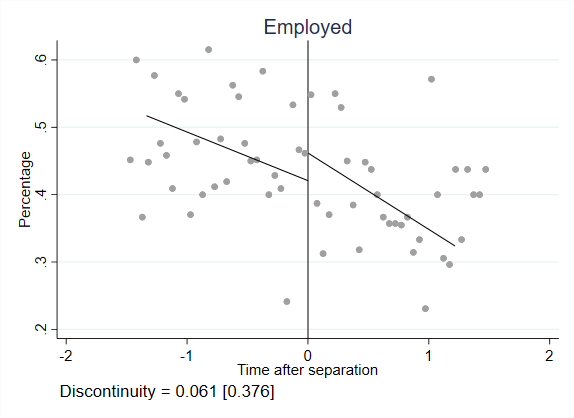 Employed
Percentage
.6
.5
.4
.3
.2
-2 -1 0 1 2
Time after separation
Discontinuity = 0.061 [0.376]